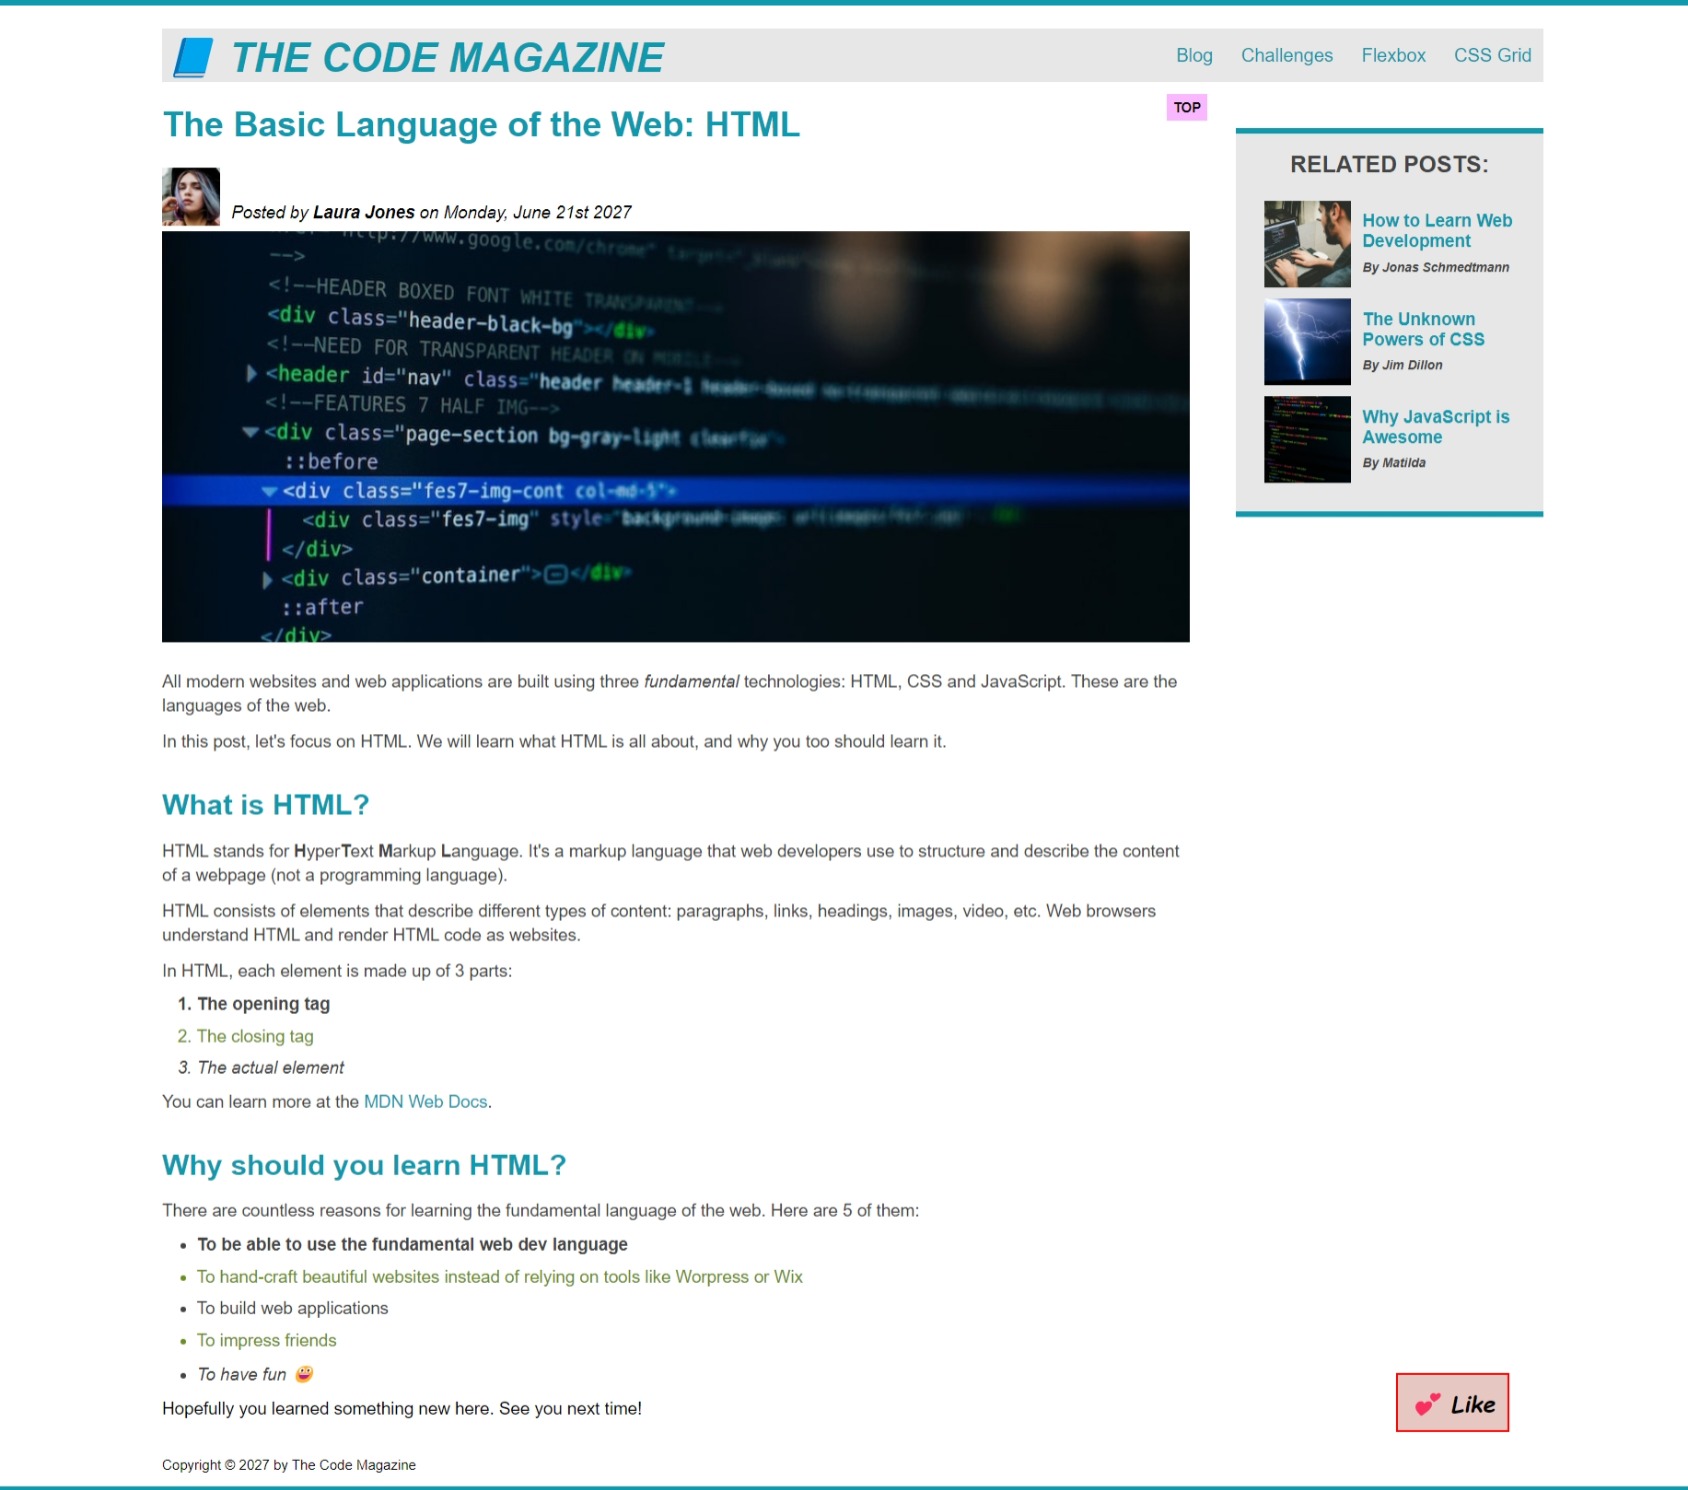 THE CODE MAGAZINE
Blog Challenges Flexbox CSS Grid
The Basic Language of the Web: HTML
TOP
Posted by Laura Jones on Monday, June 21st 2027
http://www.google.com/chrome"
-->
<!--HEADER BOXED FONT WHITE TRANSPARENT-->
<div class="header-black-bg"></div>
<!--NEED FOR TRANSPARENT HEADER ON MOBILE-->
<header id="nav" class="header header-1 header-boxed
<!--FEATURES 7 HALF IMG-->
<div class="page-section bg-gray-light clearfix">
::before
<div class="fes7-img-cont col-md-5">
<div class="fes7-img" style="background-image:
</div>
<div class="container"></div>
::after
</div>
All modern websites and web applications are built using three fundamental technologies: HTML, CSS and JavaScript. These are the
languages of the web.
In this post, let's focus on HTML. We will learn what HTML is all about, and why you too should learn it.
What is HTML?
HTML stands for HyperText Markup Language. It's a markup language that web developers use to structure and describe the content
of a webpage (not a programming language).
HTML consists of elements that describe different types of content: paragraphs, links, headings, images, video, etc. Web browsers
understand HTML and render HTML code as websites.
In HTML, each element is made up of 3 parts:
1. The opening tag
2. The closing tag
3. The actual element
You can learn more at the MDN Web Docs.
Why should you learn HTML?
There are countless reasons for learning the fundamental language of the web. Here are 5 of them:
• To be able to use the fundamental web dev language
• To hand-craft beautiful websites instead of relying on tools like Worpress or Wix
• To build web applications
• To impress friends
• To have fun 🤪
Hopefully you learned something new here. See you next time!
Copyright © 2027 by The Code Magazine
RELATED POSTS:
How to Learn Web
Development
By Jonas Schmedtmann
The Unknown
Powers of CSS
By Jim Dillon
Why JavaScript is
Awesome
By Matilda
💕 Like